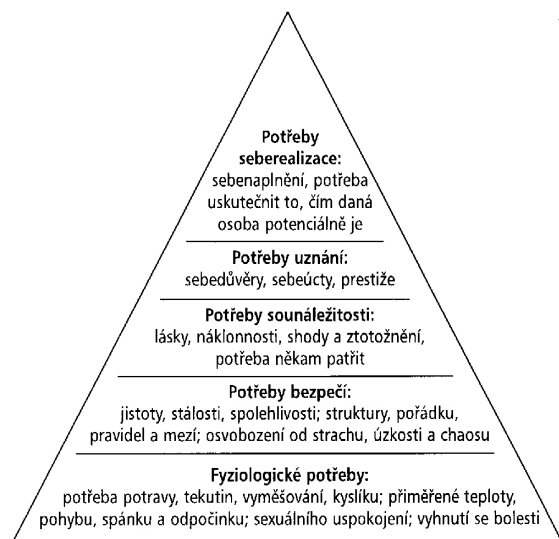 Potřeby
seberealizace:
sebenaplnění, potřeba
uskutečnit to, čím daná
osoba potenciálně je
Potřeby uznání:
sebedůvěry, sebeúcty, prestiže
Potřeby sounáležitosti:
lásky, náklonnosti, shody a ztotožnění,
potřeba někam patřit
Potřeby bezpečí:
jistoty, stálosti, spolehlivosti; struktury, pořádku,
pravidel a mezí; osvobození od strachu, úzkosti a chaosu
Fyziologické potřeby:
potřeba potravy, tekutin, vyměšování, kyslíku; přiměřené teploty,
pohybu, spánku a odpočinku; sexuálního uspokojení; vyhnutí se bolesti